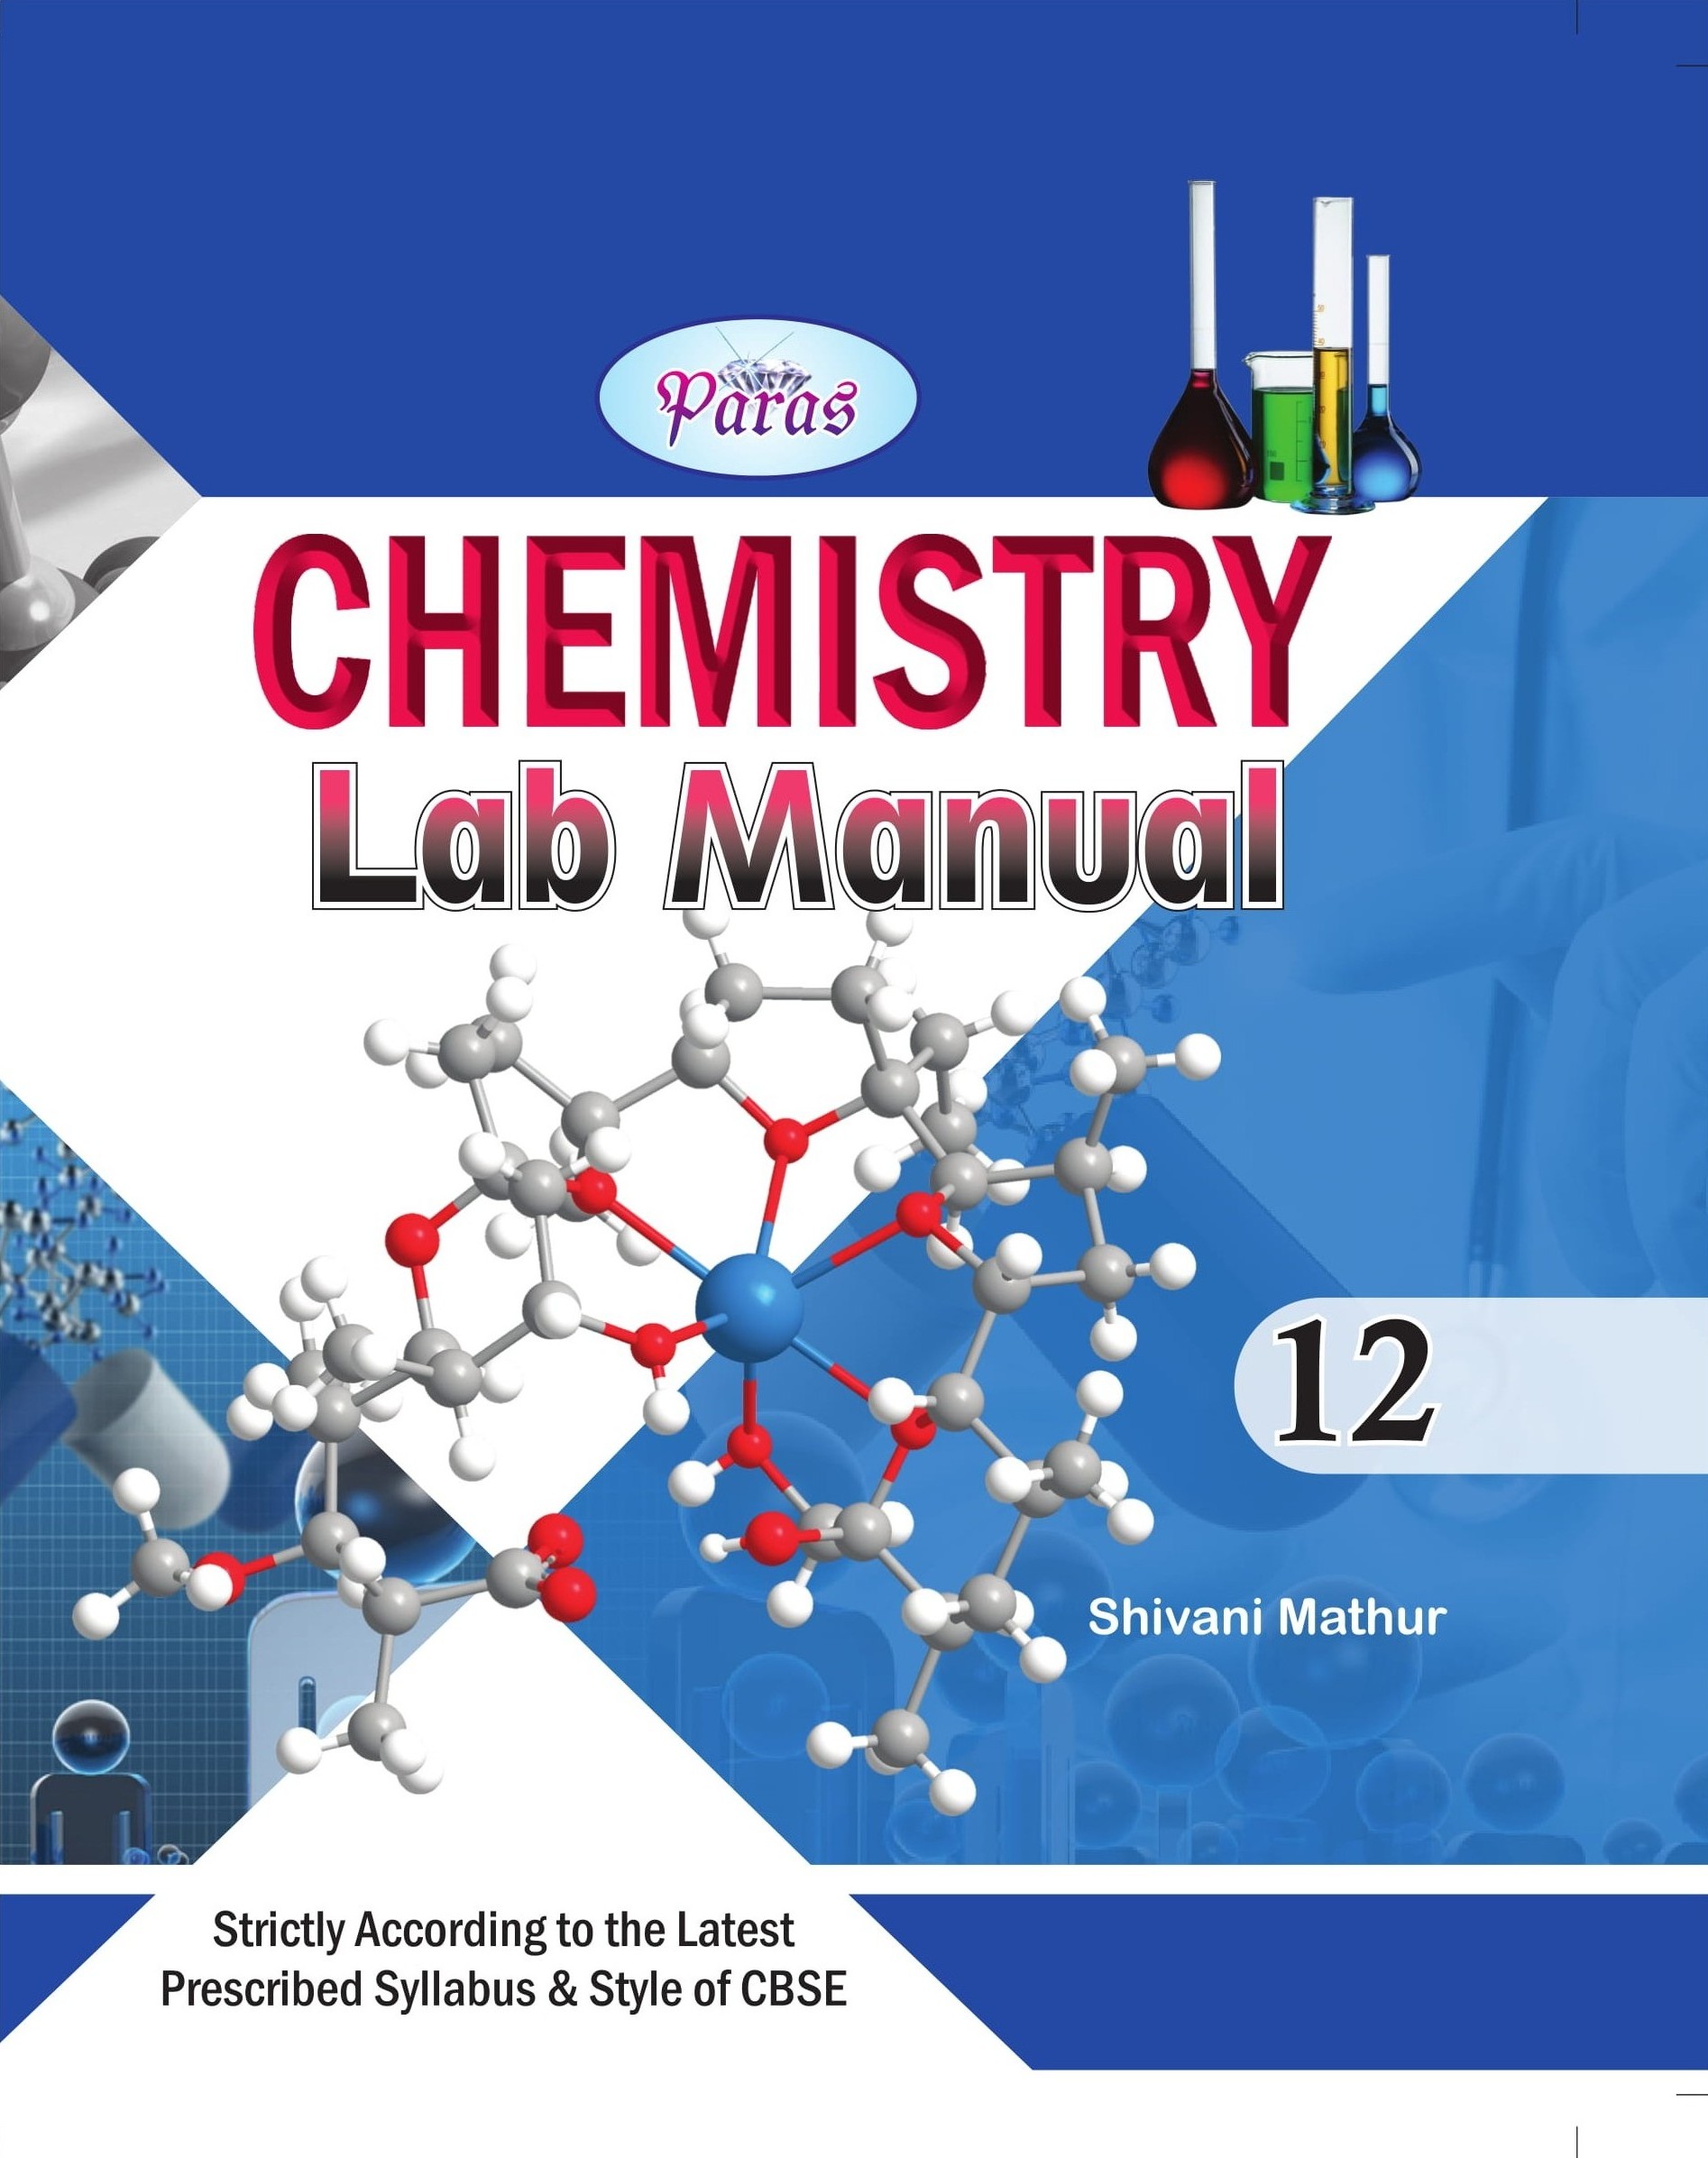 Paras
CHEMISTRY
Lab Manual
12
Shivani Mathur
Strictly According to the Latest
Prescribed Syllabus & Style of CBSE